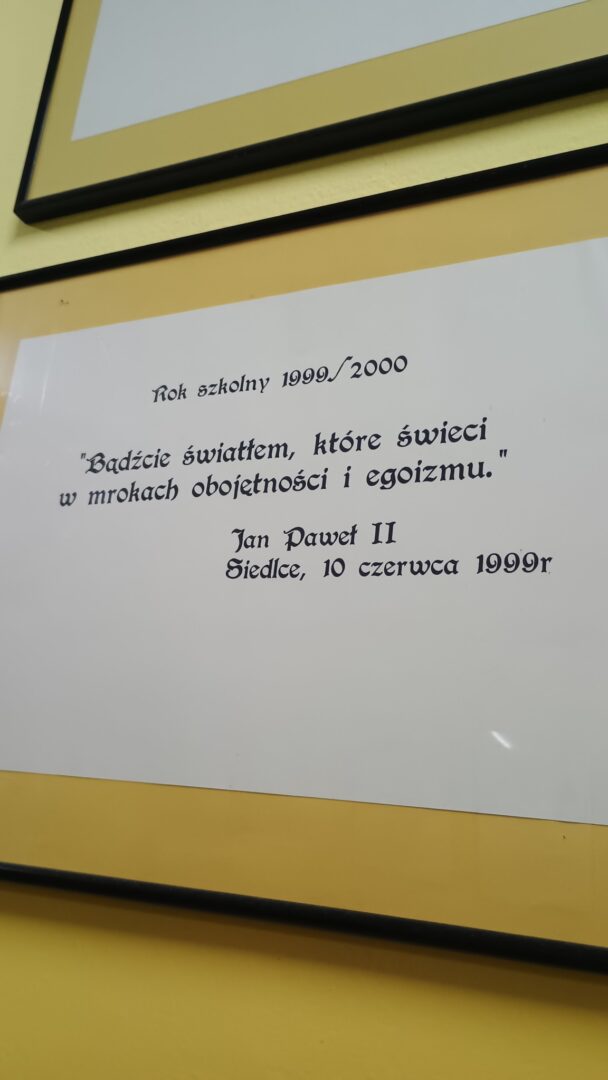 Rok szkolny 1999/2000
"Bądźcie światłem, które świeci
w mrokach obojętności i egoizmu."
Jan Paweł II
Siedlce, 10 czerwca 1999r